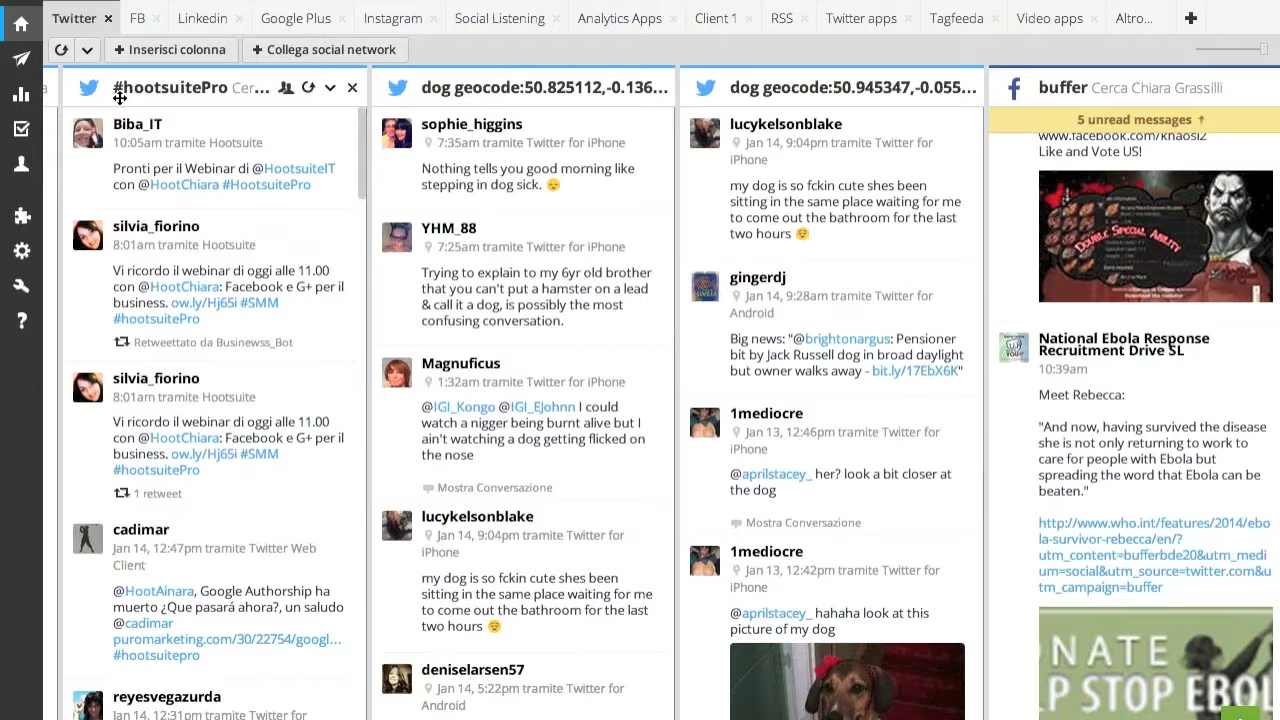 Twitter × FB × Linkedin × Google Plus × Instagram × Social Listening × Analytics Apps × Client 1 × RSS × Twitter apps × Tagfeeda × Video apps × Altro...
Inserisci colonna
Collega social network
#hootsuitePro Cer...
Biba_IT
10:05am tramite Hootsuite
Pronti per il Webinar di @HootsuiteIT
con @HootChiara #HootsuitePro
silvia_fiorino
8:01am tramite Hootsuite
Vi ricordo il webinar di oggi alle 11.00
con @HootChiara: Facebook e G+ per il
business. ow.ly/Hj65i #SMM
#hootsuitePro
Retweettato da Businewss_Bot
silvia_fiorino
8:01am tramite Hootsuite
Vi ricordo il webinar di oggi alle 11.00
con @HootChiara: Facebook e G+ per il
business. ow.ly/Hj65i #SMM
#hootsuitePro
1 retweet
cadimar
Jan 14, 12:47pm tramite Twitter Web
Client
@HootAinara, Google Authorship ha
muerto ¿Que pasará ahora?, un saludo
@cadimar
puromarketing.com/30/22754/googl...
#hootsuitepro
reyesvegazurda
Jan 14, 12:31pm tramite Twitter for
dog geocode:50.825112,-0.136...
sophie_higgins
7:35am tramite Twitter for iPhone
Nothing tells you good morning like
stepping in dog sick. 😞
YHM_88
7:25am tramite Twitter for iPhone
Trying to explain to my 6yr old brother
that you can't put a hamster on a lead
& call it a dog, is possibly the most
confusing conversation.
Magnuficus
1:32am tramite Twitter for iPhone
@IGI_Kongo @IGI_EJohnn I could
watch a nigger being burnt alive but I
ain't watching a dog getting flicked on
the nose
Mostra Conversazione
lucykelsonblake
Jan 14, 9:04pm tramite Twitter for
iPhone
my dog is so fckin cute shes been
sitting in the same place waiting for me
to come out the bathroom for the last
two hours 😧
deniselarsen57
Jan 14, 5:22pm tramite Twitter for
Android
dog geocode:50.945347,-0.055...
lucykelsonblake
Jan 14, 9:04pm tramite Twitter for
iPhone
my dog is so fckin cute shes been
sitting in the same place waiting for me
to come out the bathroom for the last
two hours 😧
gingerdj
Jan 14, 9:28am tramite Twitter for
Android
Big news: "@brightonargus: Pensioner
bit by Jack Russell dog in broad daylight
but owner walks away - bit.ly/17EbX6K"
1mediocre
Jan 13, 12:46pm tramite Twitter for
iPhone
@aprilstacey_ her? look a bit closer at
the dog
Mostra Conversazione
1mediocre
Jan 13, 12:42pm tramite Twitter for
iPhone
@aprilstacey_ hahaha look at this
picture of my dog
buffer Cerca Chiara Grassilli
5 unread messages
www.facebook.com/khaosi2
Like and Vote US!
DOUBLE SPECIAL ABILITY
National Ebola Response
Recruitment Drive SL
10:39am
Meet Rebecca:
"And now, having survived the disease
she is not only returning to work to
care for people with Ebola but
spreading the word that Ebola can be
beaten."
http://www.who.int/features/2014/ebo
la-survivor-rebecca/en/?
utm_content=bufferbde20&utm_medi
um=social&utm_source=twitter.com&u
tm_campaign=buffer
NATE
P STOP EBOL